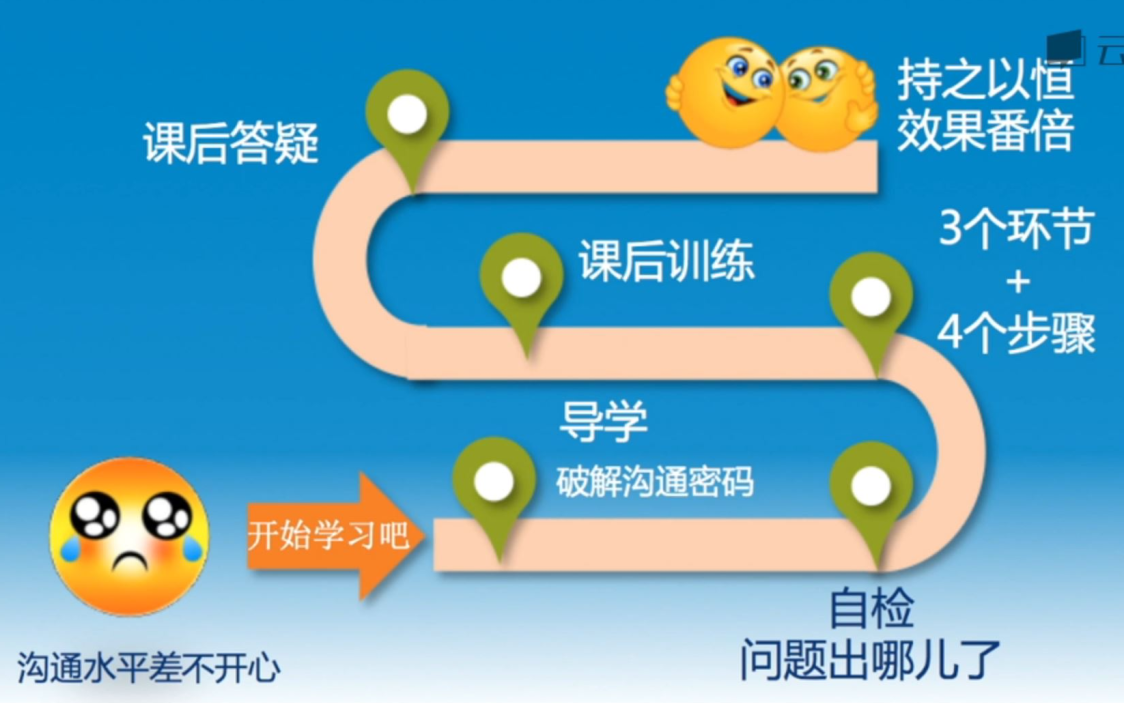 云
持之以恒
效果番倍
课后答疑
3个环节
+
4个步骤
课后训练
导学
破解沟通密码
开始学习吧
自检
问题出哪儿了
沟通水平差不开心